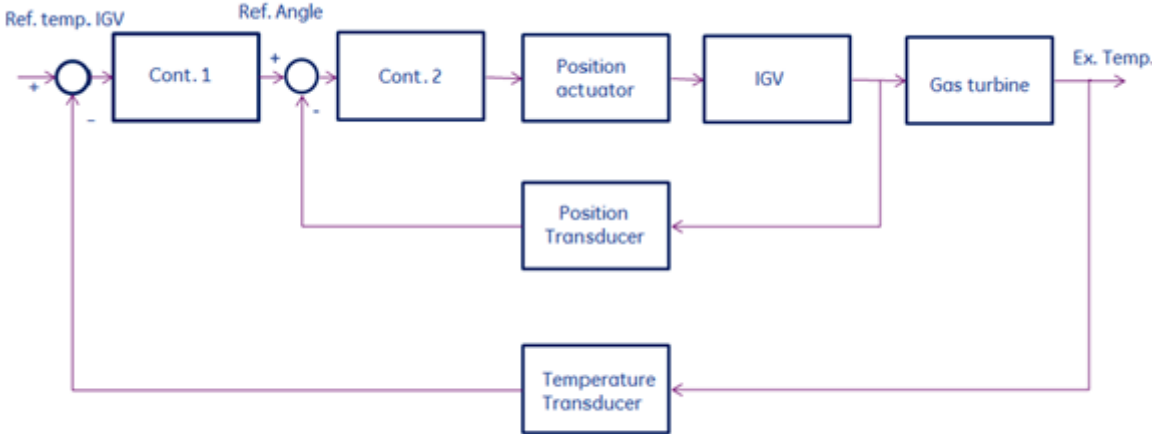 Ref. temp. IGV
Ref. Angle
+
-
Cont. 1
+
-
Cont. 2
Position
actuator
IGV
Gas turbine
Ex. Temp.
Position
Transducer
Temperature
Transducer